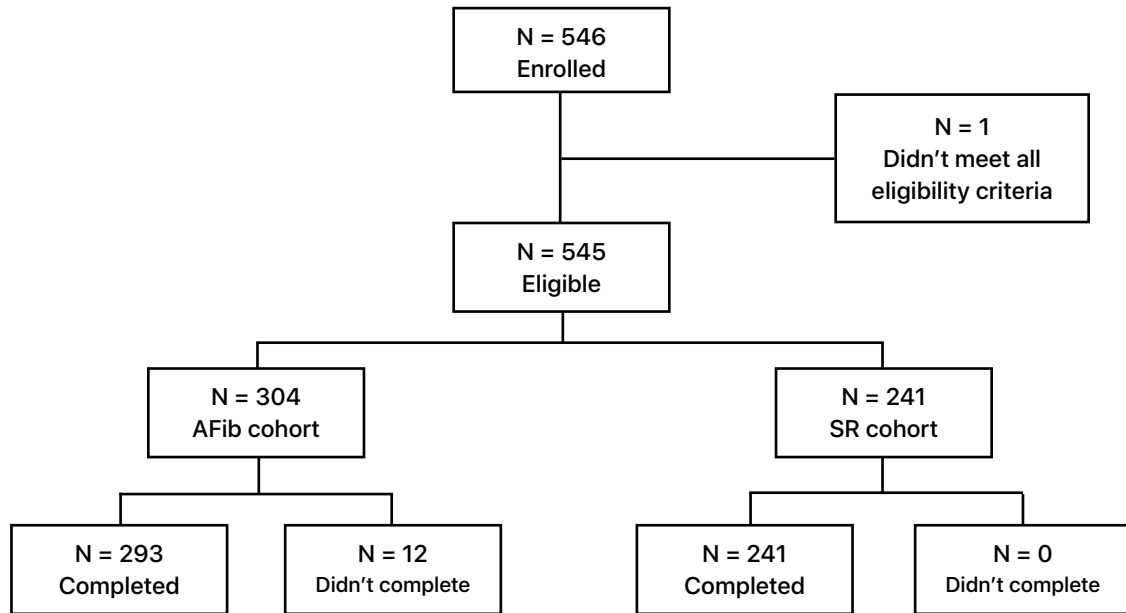 N = 546
Enrolled
N = 1
Didn’t meet all
eligibility criteria
N = 545
Eligible
N = 304
AFib cohort
N = 241
SR cohort
N = 293
Completed
N = 12
Didn’t complete
N = 241
Completed
N = 0
Didn’t complete